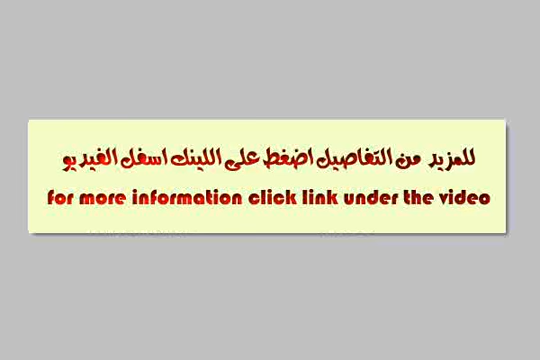 للمزيد من التفاصيل اضغط على اللينك اسفل الفيديو
for more information click link under the video